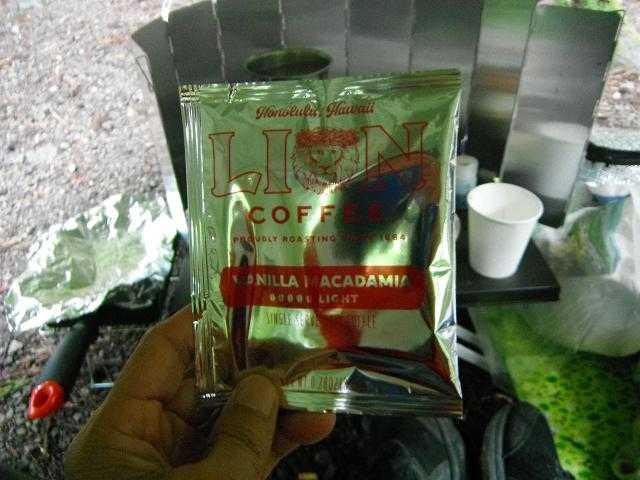 Honolulu, Hawaii
LION
COFFEE
PROUDLY ROASTING SINCE 1864
VANILLA MACADAMIA
LIGHT
SINGLE SERVE